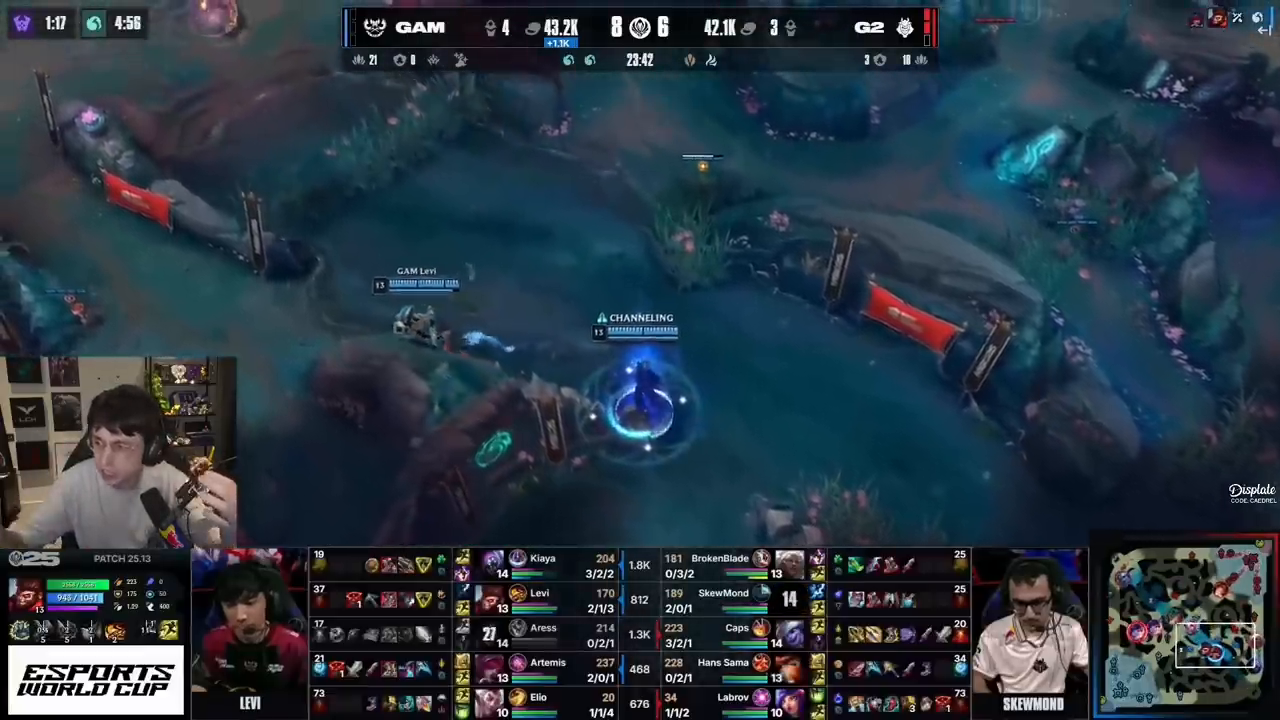 1:17
4:56
GAM
4
43.2K
+1.1K
8
6
42.1K
3
G2
21
0
23:42
3
18
GAM Levi
13
CHANNELING
13
Displate
CODE: CAEDREL
25
PATCH 25.13
13
ESPORTS
WORLD CUP
LEVI
SKEWMOND
19
14
Kiaya
204
3/2/2
1.8K
181
BrokenBlade
0/3/2
13
25
37
13
Levi
170
2/1/3
812
189
SkewMond
2/0/1
14
25
17
27
14
Aress
214
0/2/1
1.3K
223
Caps
3/2/1
14
20
21
13
Artemis
237
2/0/1
468
228
Hans Sama
0/2/1
13
34
73
10
Elio
20
1/1/4
676
34
Labrov
1/1/2
10
73